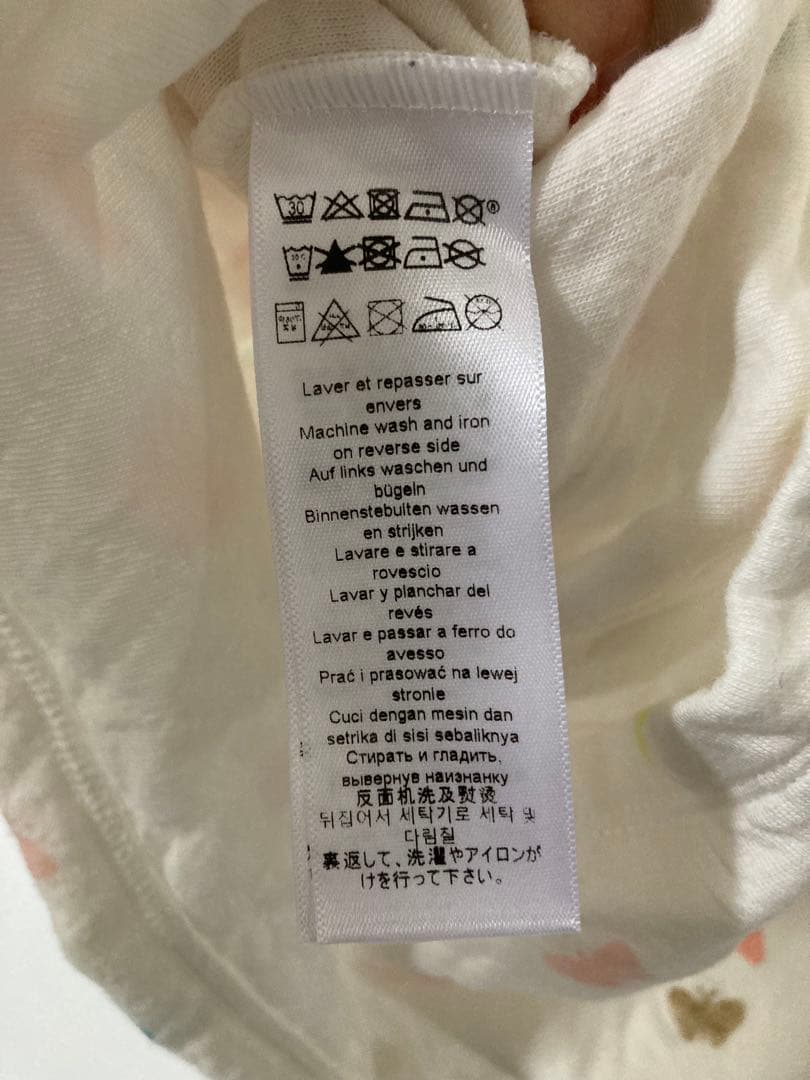 30
Laver et repasser sur
envers
Machine wash and iron
on reverse side
Auf links waschen und
bügeln
Binnenstebuiten wassen
en strijken
Lavare e stirare a
rovescio
Lavar y planchar del
revés
Lavar e passar a ferro do
avesso
Prać i prasować na lewej
stronie
Cuci dengan mesin dan
setrika di sisi sebaliknya
Стирать и гладить,
вывернув наизнанку
反面机洗及熨烫
뒤집어서 세탁기로 세탁 및
다림질
裏返して、洗濯やアイロンが
けを行って下さい。